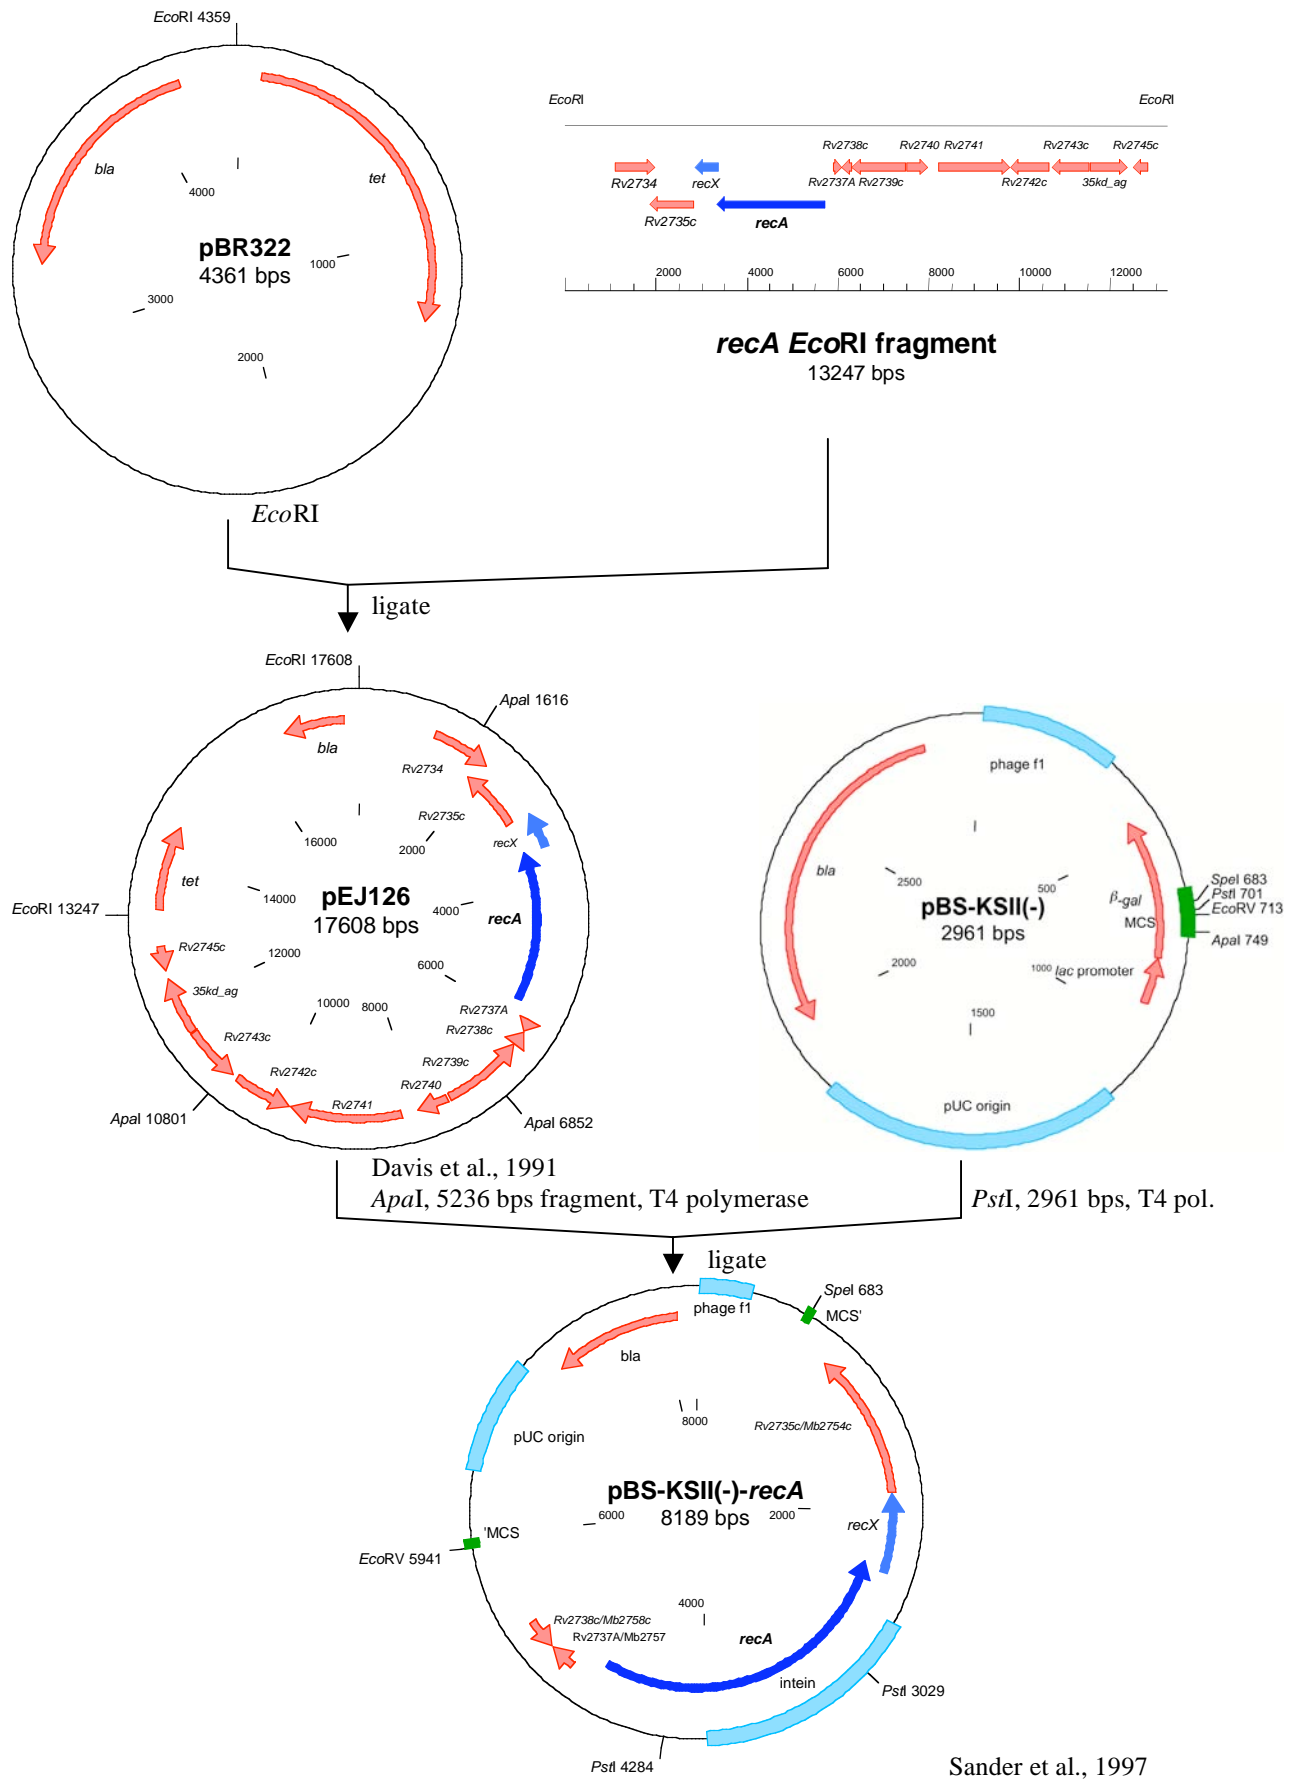 EcoRI 4359
bla
tet
4000
1000
3000
2000
pBR322
4361 bps
EcoRI
EcoRI EcoRI
Rv2738c Rv2740 Rv2741 Rv2743c Rv2745c
Rv2734 recX Rv2737A Rv2739c Rv2742c 35kd_ag
Rv2735c recA
2000 4000 6000 8000 10000 12000
recA EcoRI fragment
13247 bps
ligate
EcoRI 17608
ApaI 1616
bla
Rv2734
Rv2735c
recX
16000
2000
tet
14000
pEJ126
17608 bps
4000
recA
EcoRI 13247
Rv2745c
12000
6000
35kd_ag
10000
8000
Rv2737A
Rv2738c
Rv2743c
Rv2739c
Rv2742c
Rv2740
Rv2741
ApaI 10801
ApaI 6852
phage f1
bla
2500
500
β-gal
MCS
SpeI 683
PstI 701
EcoRV 713
ApaI 749
pBS-KSII(-)
2961 bps
2000
1000
lac promoter
1500
pUC origin
Davis et al., 1991
ApaI, 5236 bps fragment, T4 polymerase
PstI, 2961 bps, T4 pol.
ligate
phage f1
SpeI 683
MCS'
bla
8000
Rv2735c/Mb2754c
pUC origin
pBS-KSII(-)-recA
8189 bps
6000
2000
recX
'MCS
EcoRV 5941
4000
Rv2738c/Mb2758c
Rv2737A/Mb2757
recA
intein
PstI 3029
PstI 4284
Sander et al., 1997